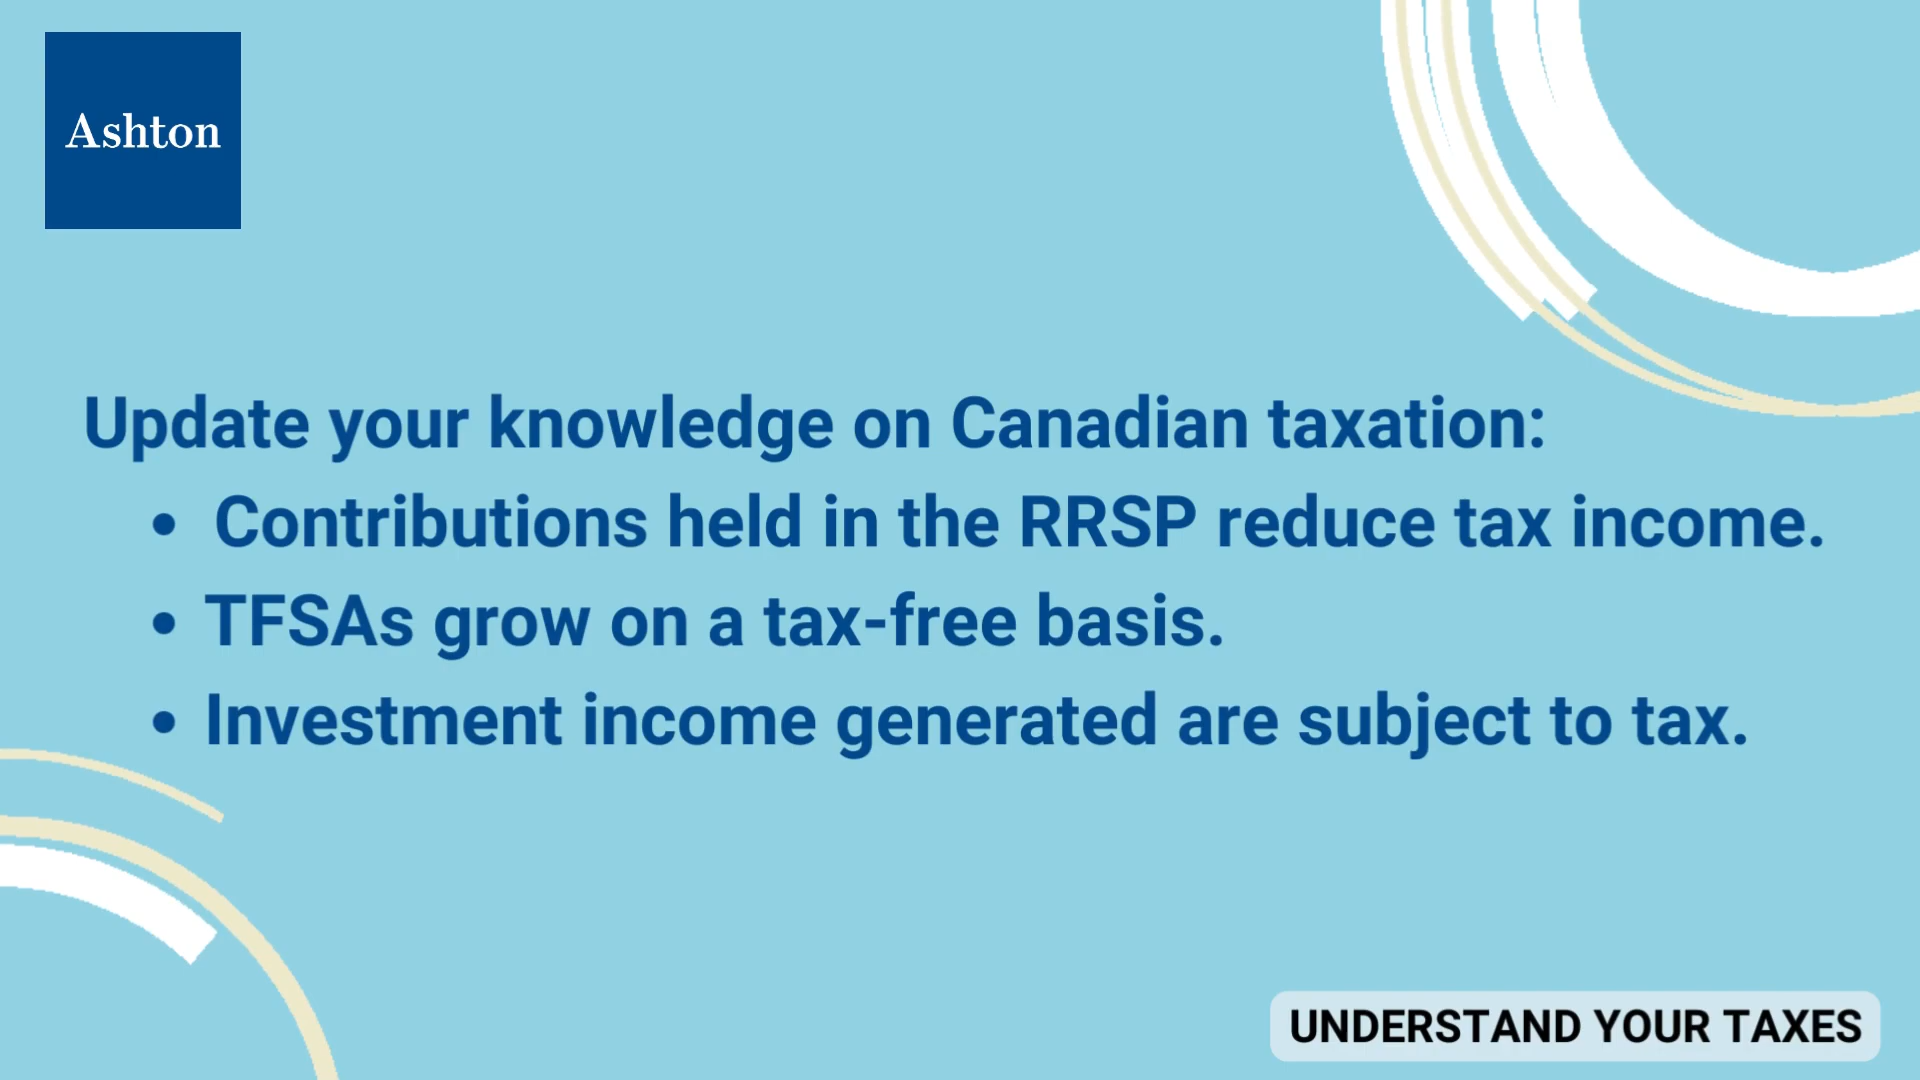 Ashton
Update your knowledge on Canadian taxation:
• Contributions held in the RRSP reduce tax income.
• TFSAs grow on a tax-free basis.
• Investment income generated are subject to tax.
UNDERSTAND YOUR TAXES